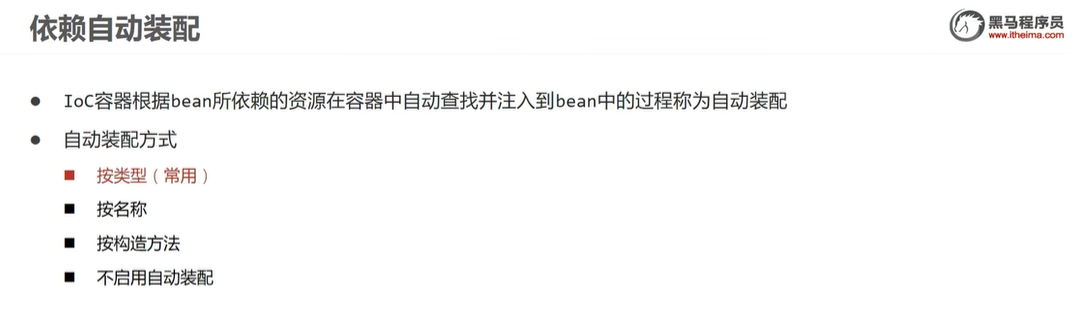 依赖自动装配
黑马程序员
www.itheima.com
● IoC容器根据bean所依赖的资源在容器中自动查找并注入到bean中的过程称为自动装配
● 自动装配方式
■ 按类型（常用）
■ 按名称
■ 按构造方法
■ 不启用自动装配